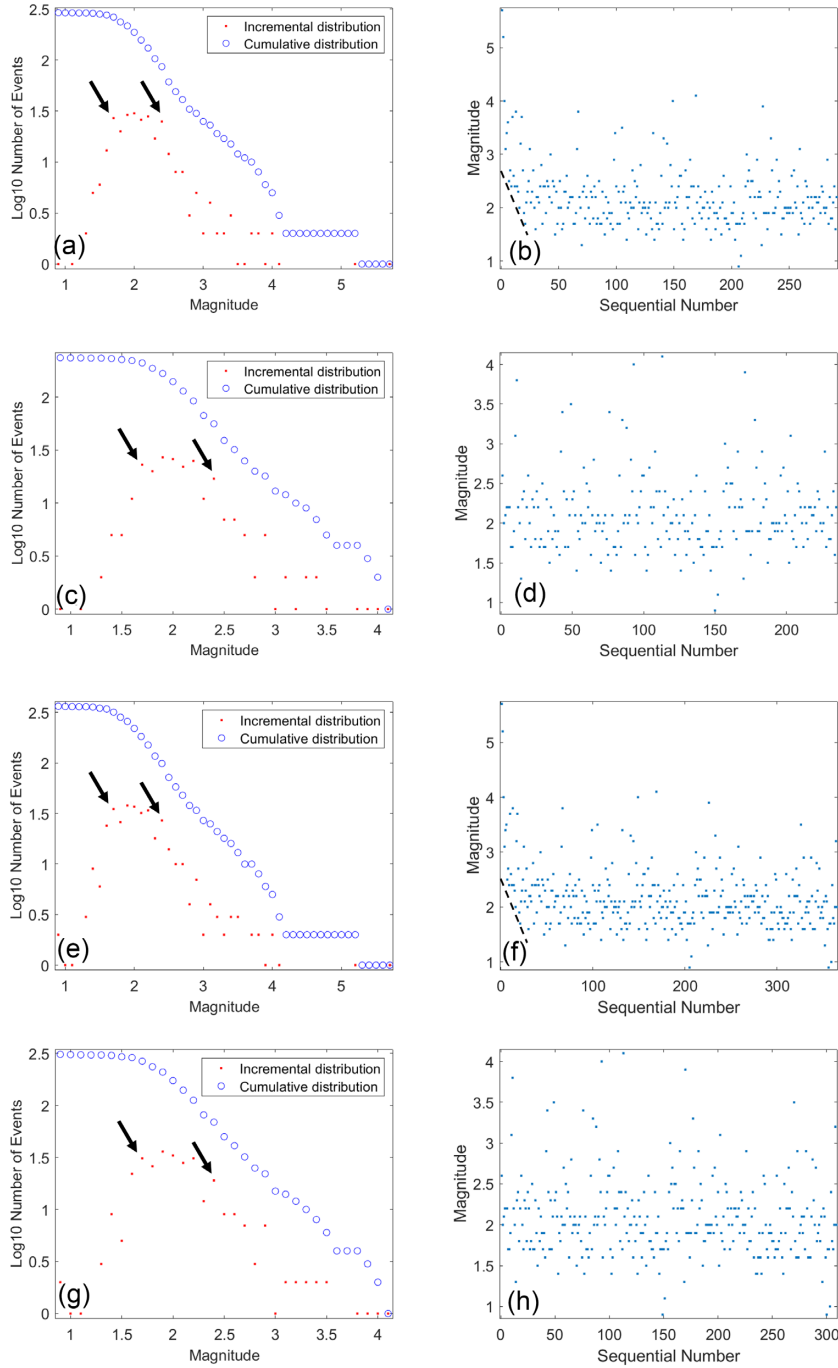 2.5
2
1.5
1
0.5
0
Log10 Number of Events
Incremental distribution
Cumulative distribution
(a)
1 2 3 4 5
Magnitude
5
4
3
2
1
Magnitude
(b)
0 50 100 150 200 250
Sequential Number
2
1.5
1
0.5
0
Log10 Number of Events
Incremental distribution
Cumulative distribution
(c)
1 1.5 2 2.5 3 3.5 4
Magnitude
4
3.5
3
2.5
2
1.5
1
Magnitude
(d)
0 50 100 150 200
Sequential Number
2.5
2
1.5
1
0.5
0
Log10 Number of Events
Incremental distribution
Cumulative distribution
(e)
1 2 3 4 5
Magnitude
5
4
3
2
1
Magnitude
(f)
0 100 200 300
Sequential Number
2.5
2
1.5
1
0.5
0
Log10 Number of Events
Incremental distribution
Cumulative distribution
(g)
1 1.5 2 2.5 3 3.5 4
Magnitude
4
3.5
3
2.5
2
1.5
1
Magnitude
(h)
0 50 100 150 200 250 300
Sequential Number